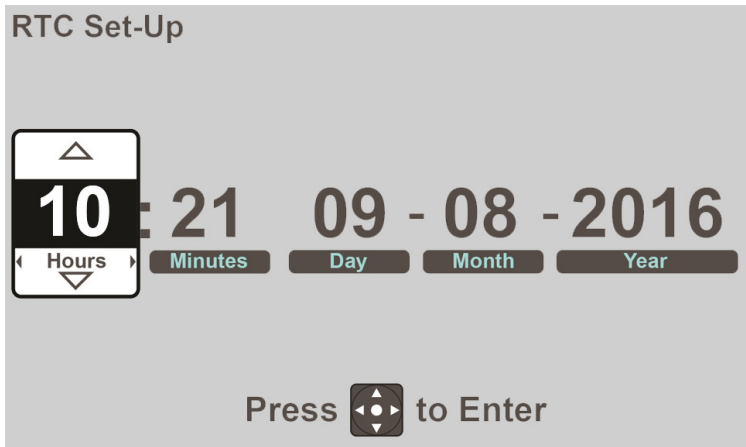 RTC Set-Up
10 : 21 09 - 08 - 2016
Hours Minutes Day Month Year
Press to Enter